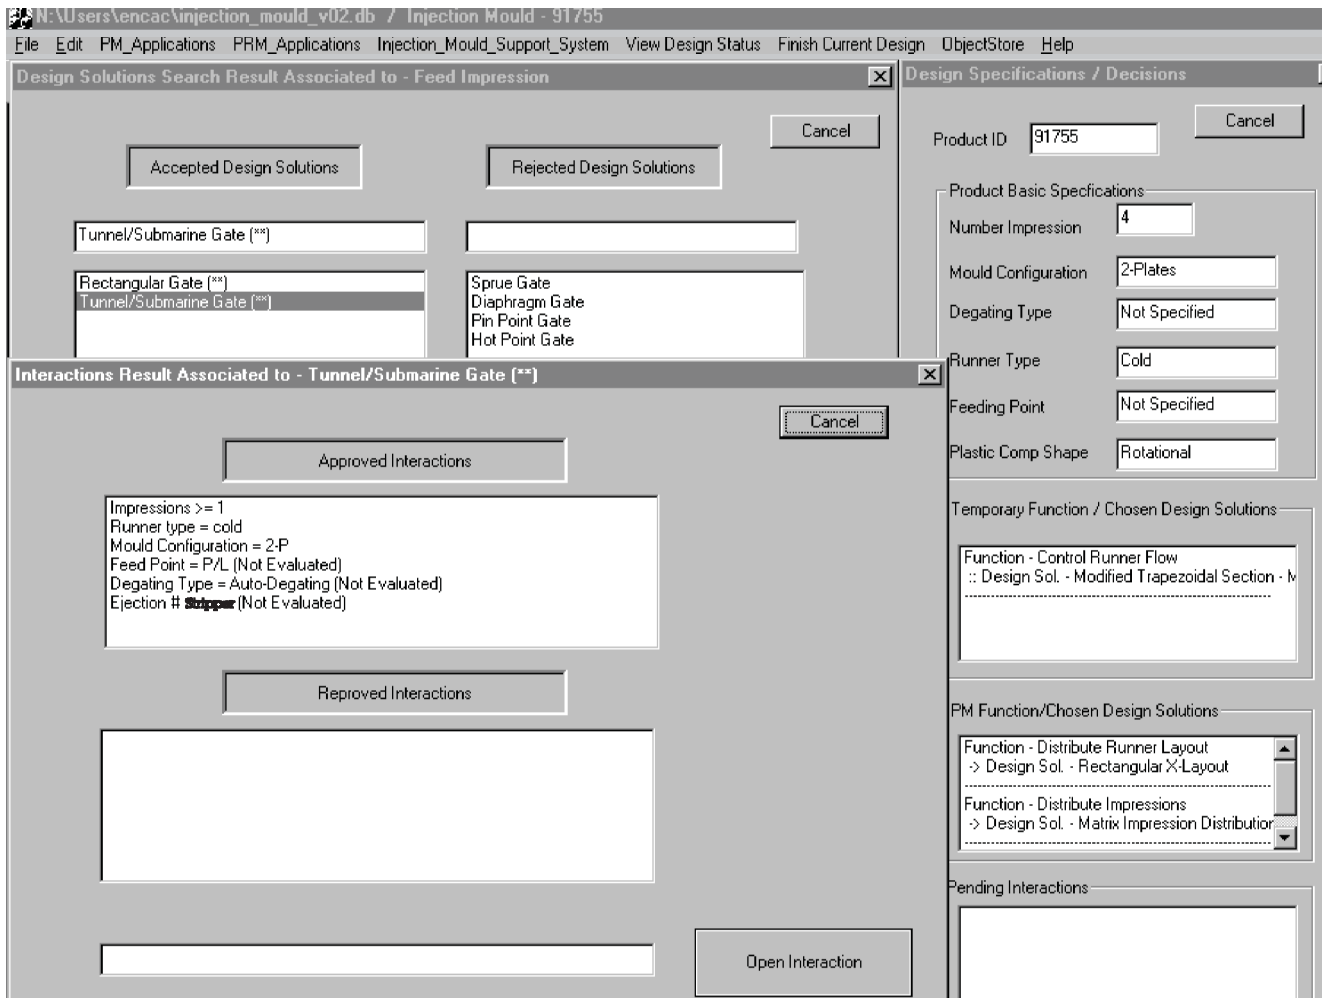 N:\Users\encac\injection_mould_v02.db / Injection Mould - 91755
File Edit PM_Applications PRM_Applications Injection_Mould_Support_System View Design Status Finish Current Design ObjectStore Help
Design Solutions Search Result Associated to - Feed Impression
Cancel
Accepted Design Solutions
Rejected Design Solutions
Tunnel/Submarine Gate (**)
Rectangular Gate (**)
Tunnel/Submarine Gate (**)
Sprue Gate
Diaphragm Gate
Pin Point Gate
Hot Point Gate
Interactions Result Associated to - Tunnel/Submarine Gate (**)
Cancel
Approved Interactions
Impressions >= 1
Runner type = cold
Mould Configuration = 2-P
Feed Point = P/L (Not Evaluated)
Degating Type = Auto-Degating (Not Evaluated)
Ejection # Stripper (Not Evaluated)
Reproved Interactions
Open Interaction
Design Specifications / Decisions
Cancel
Product ID 91755
Product Basic Specfications
Number Impression 4
Mould Configuration 2-Plates
Degating Type Not Specified
Runner Type Cold
Feeding Point Not Specified
Plastic Comp Shape Rotational
Temporary Function / Chosen Design Solutions
Function - Control Runner Flow
:: Design Sol. - Modified Trapezoidal Section - M
PM Function/Chosen Design Solutions
Function - Distribute Runner Layout
-> Design Sol. - Rectangular X-Layout
Function - Distribute Impressions
-> Design Sol. - Matrix Impression Distribution
Pending Interactions